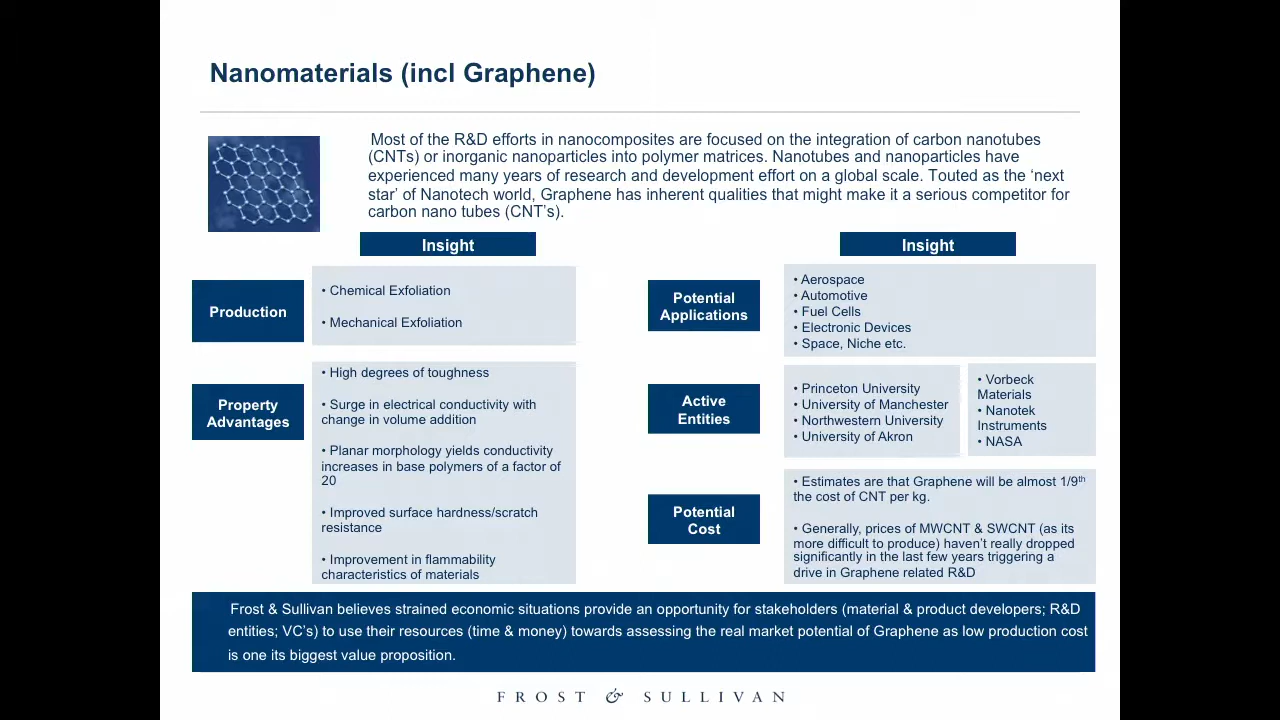 Nanomaterials (incl Graphene)
Most of the R&D efforts in nanocomposites are focused on the integration of carbon nanotubes
(CNTs) or inorganic nanoparticles into polymer matrices. Nanotubes and nanoparticles have
experienced many years of research and development effort on a global scale. Touted as the ‘next
star’ of Nanotech world, Graphene has inherent qualities that might make it a serious competitor for
carbon nano tubes (CNT’s).
Insight
Production
• Chemical Exfoliation
• Mechanical Exfoliation
Property
Advantages
• High degrees of toughness
• Surge in electrical conductivity with
change in volume addition
• Planar morphology yields conductivity
increases in base polymers of a factor of
20
• Improved surface hardness/scratch
resistance
• Improvement in flammability
characteristics of materials
Insight
Potential
Applications
• Aerospace
• Automotive
• Fuel Cells
• Electronic Devices
• Space, Niche etc.
Active
Entities
• Princeton University
• University of Manchester
• Northwestern University
• University of Akron
• Vorbeck
Materials
• Nanotek
Instruments
• NASA
Potential
Cost
• Estimates are that Graphene will be almost 1/9th
the cost of CNT per kg.
• Generally, prices of MWCNT & SWCNT (as its
more difficult to produce) haven’t really dropped
significantly in the last few years triggering a
drive in Graphene related R&D
Frost & Sullivan believes strained economic situations provide an opportunity for stakeholders (material & product developers; R&D
entities; VC’s) to use their resources (time & money) towards assessing the real market potential of Graphene as low production cost
is one its biggest value proposition.
FROST & SULLIVAN